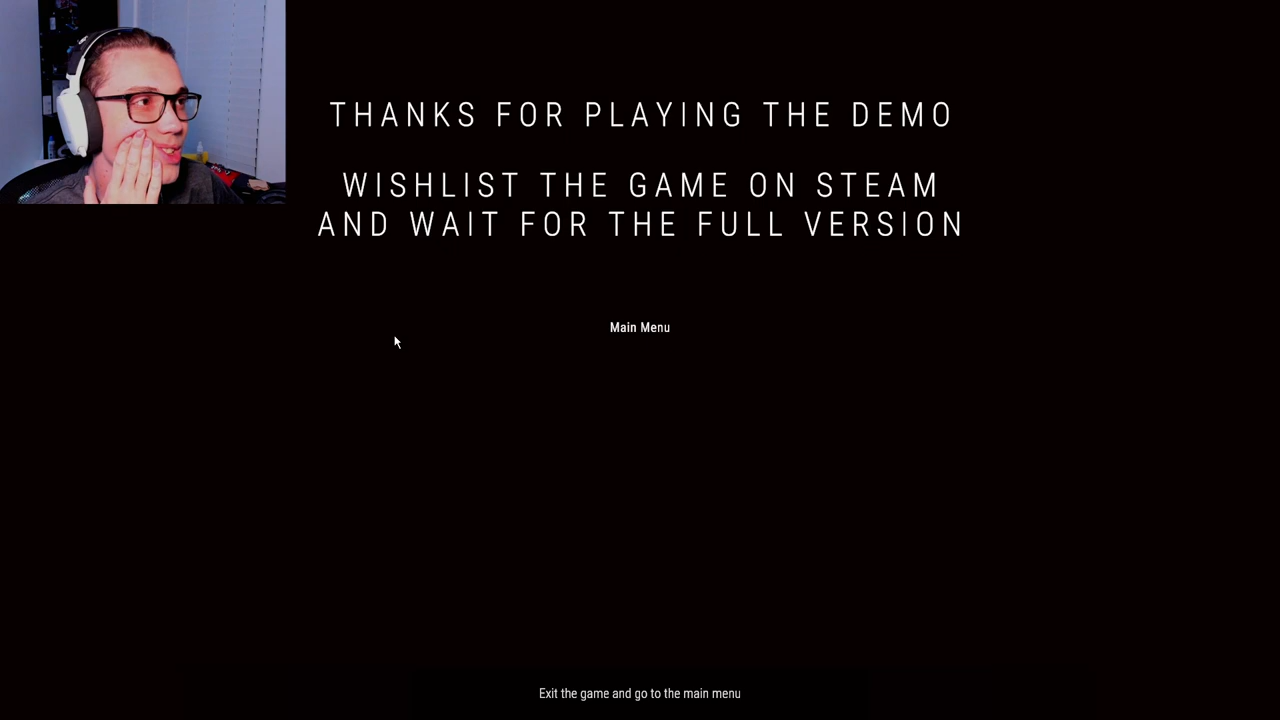 THANKS FOR PLAYING THE DEMO
WISHLIST THE GAME ON STEAM
AND WAIT FOR THE FULL VERSION
Main Menu
Exit the game and go to the main menu